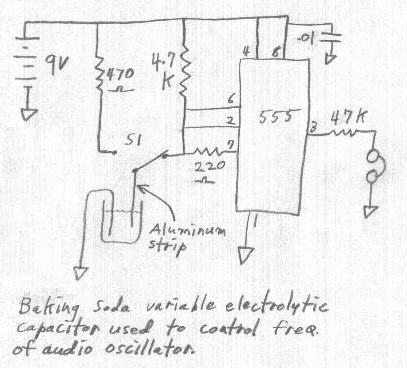 .01
4 8
9V
470 Ω
4.7 K
6
2
555
3
47K
S1
7
220 Ω
1
Aluminum
strip
Baking Soda variable electrolytic
capacitor used to control freq.
of audio oscillator.